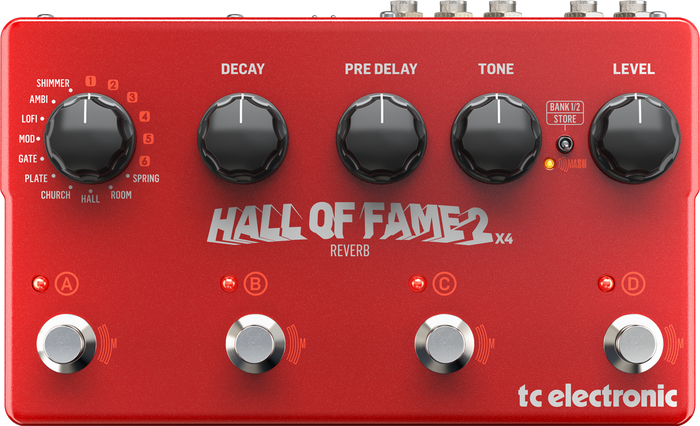 DECAY
PRE DELAY
TONE
LEVEL
SHIMMER
1
2
AMBI
3
LOFI
4
MOD
5
GATE
6
PLATE
SPRING
CHURCH
HALL
ROOM
BANK 1/2
STORE
MASH
HALL OF FAME 2 X4
REVERB
A
B
C
D
M
M
M
M
tc electronic